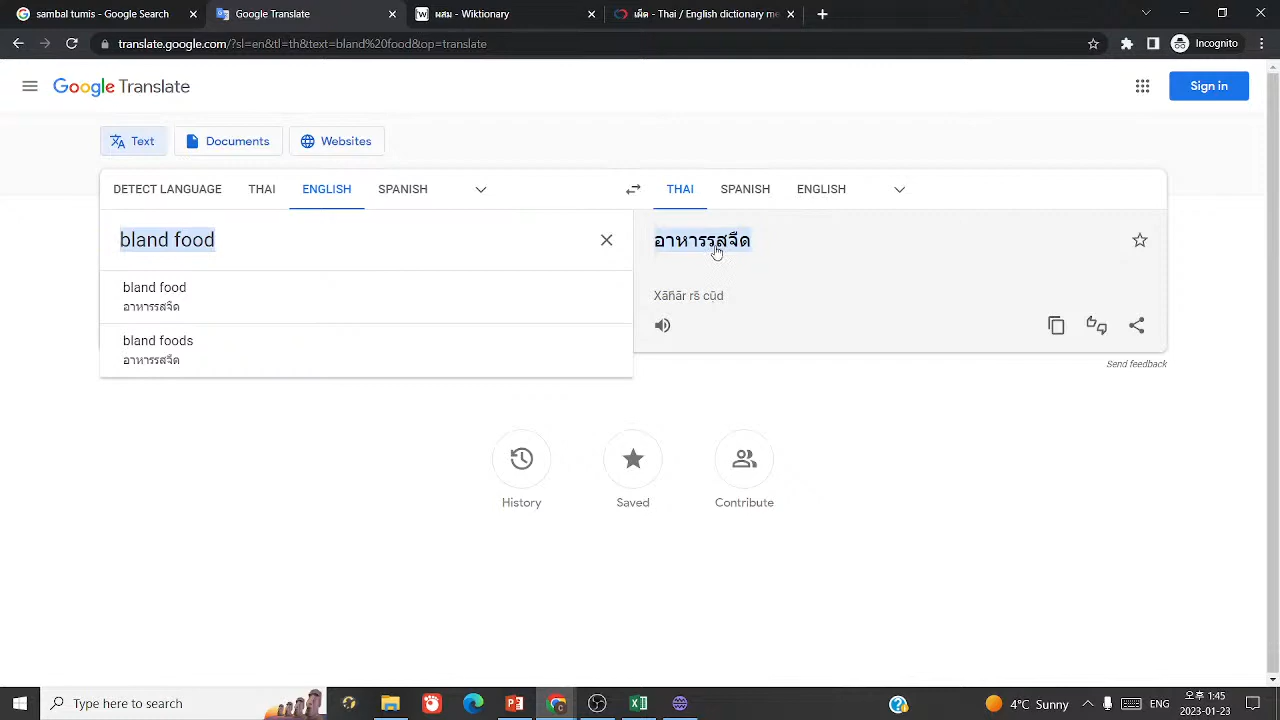 sambal tumis - Google Search
Google Translate
ผสม - Wiktionary
- Thai / English dictionary me
translate.google.com/?sl=en&tl=th&text=bland%20food&op=translate
Incognito
Google Translate
Sign in
Text
Documents
Websites
DETECT LANGUAGE
THAI
ENGLISH
SPANISH
THAI
SPANISH
ENGLISH
bland food
อาหารรสจืด
bland food
อาหารรสจืด
bland foods
อาหารรสจืด
X̄āh̄ār rs̄ cụ̄d
Send feedback
History
Saved
Contribute
Type here to search
4°C Sunny
ENG
오후 1:45
2023-01-23